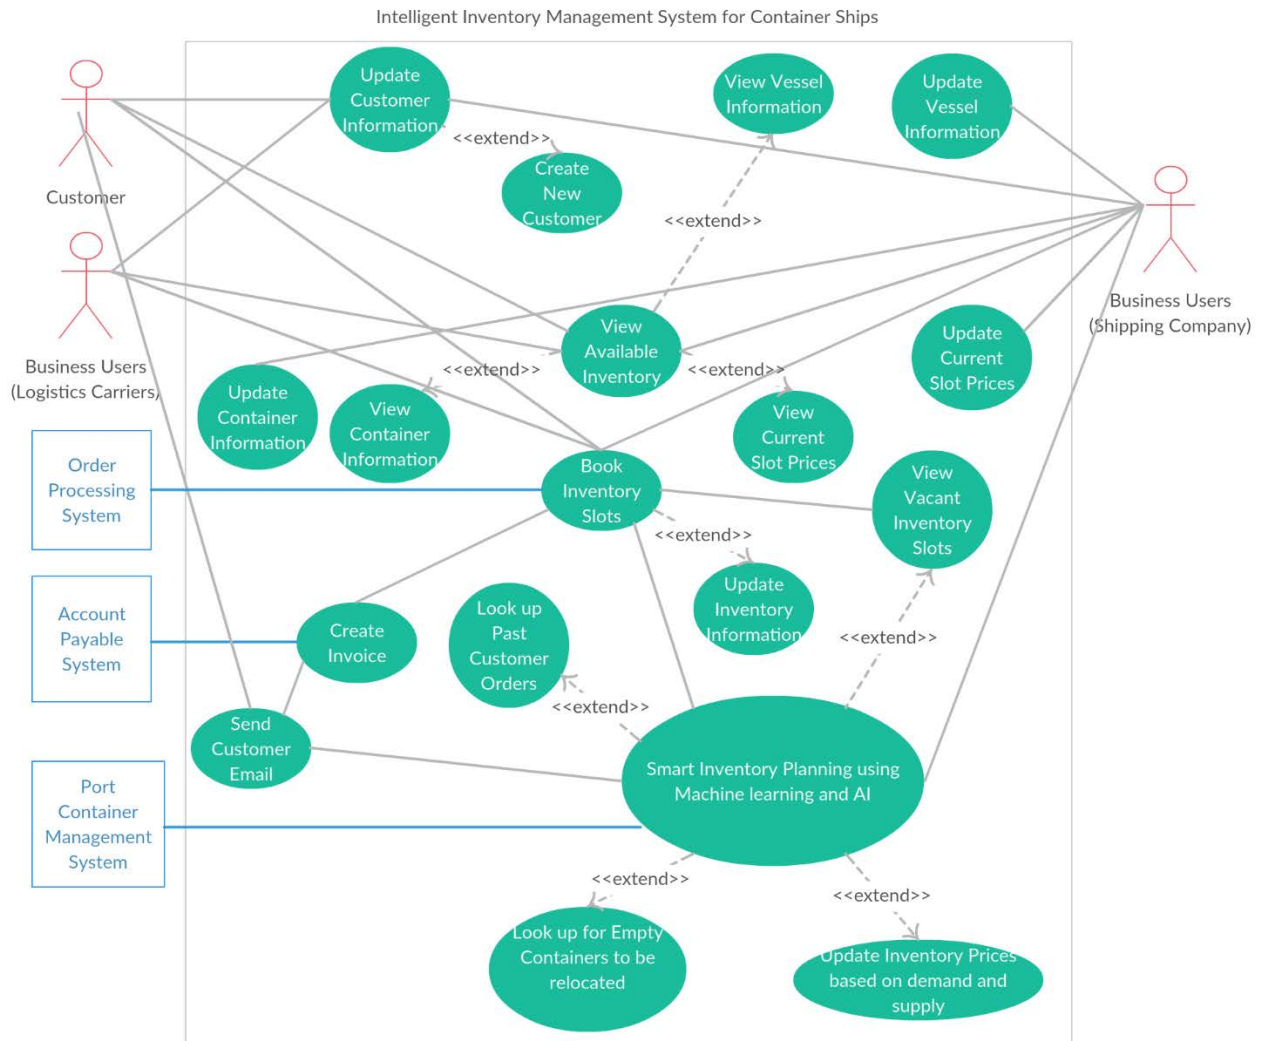 Intelligent Inventory Management System for Container Ships
Update
Customer
Information
View Vessel
Information
Update
Vessel
Information
<<extend>>
Create
New
Customer
Customer
<<extend>>
Business Users
(Shipping Company)
View
Available
Inventory
Update
Current
Slot Prices
Business Users
(Logistics Carriers)
<<extend>>
<<extend>>
Update
Container
Information
View
Container
Information
View
Current
Slot Prices
Order
Processing
System
Book
Inventory
Slots
View
Vacant
Inventory
Slots
<<extend>>
Update
Inventory
Information
Account
Payable
System
Create
Invoice
Look up
Past
Customer
Orders
<<extend>>
<<extend>>
Send
Customer
Email
Smart Inventory Planning using
Machine learning and AI
Port
Container
Management
System
<<extend>>
<<extend>>
Look up for Empty
Containers to be
relocated
Update Inventory Prices
based on demand and
supply